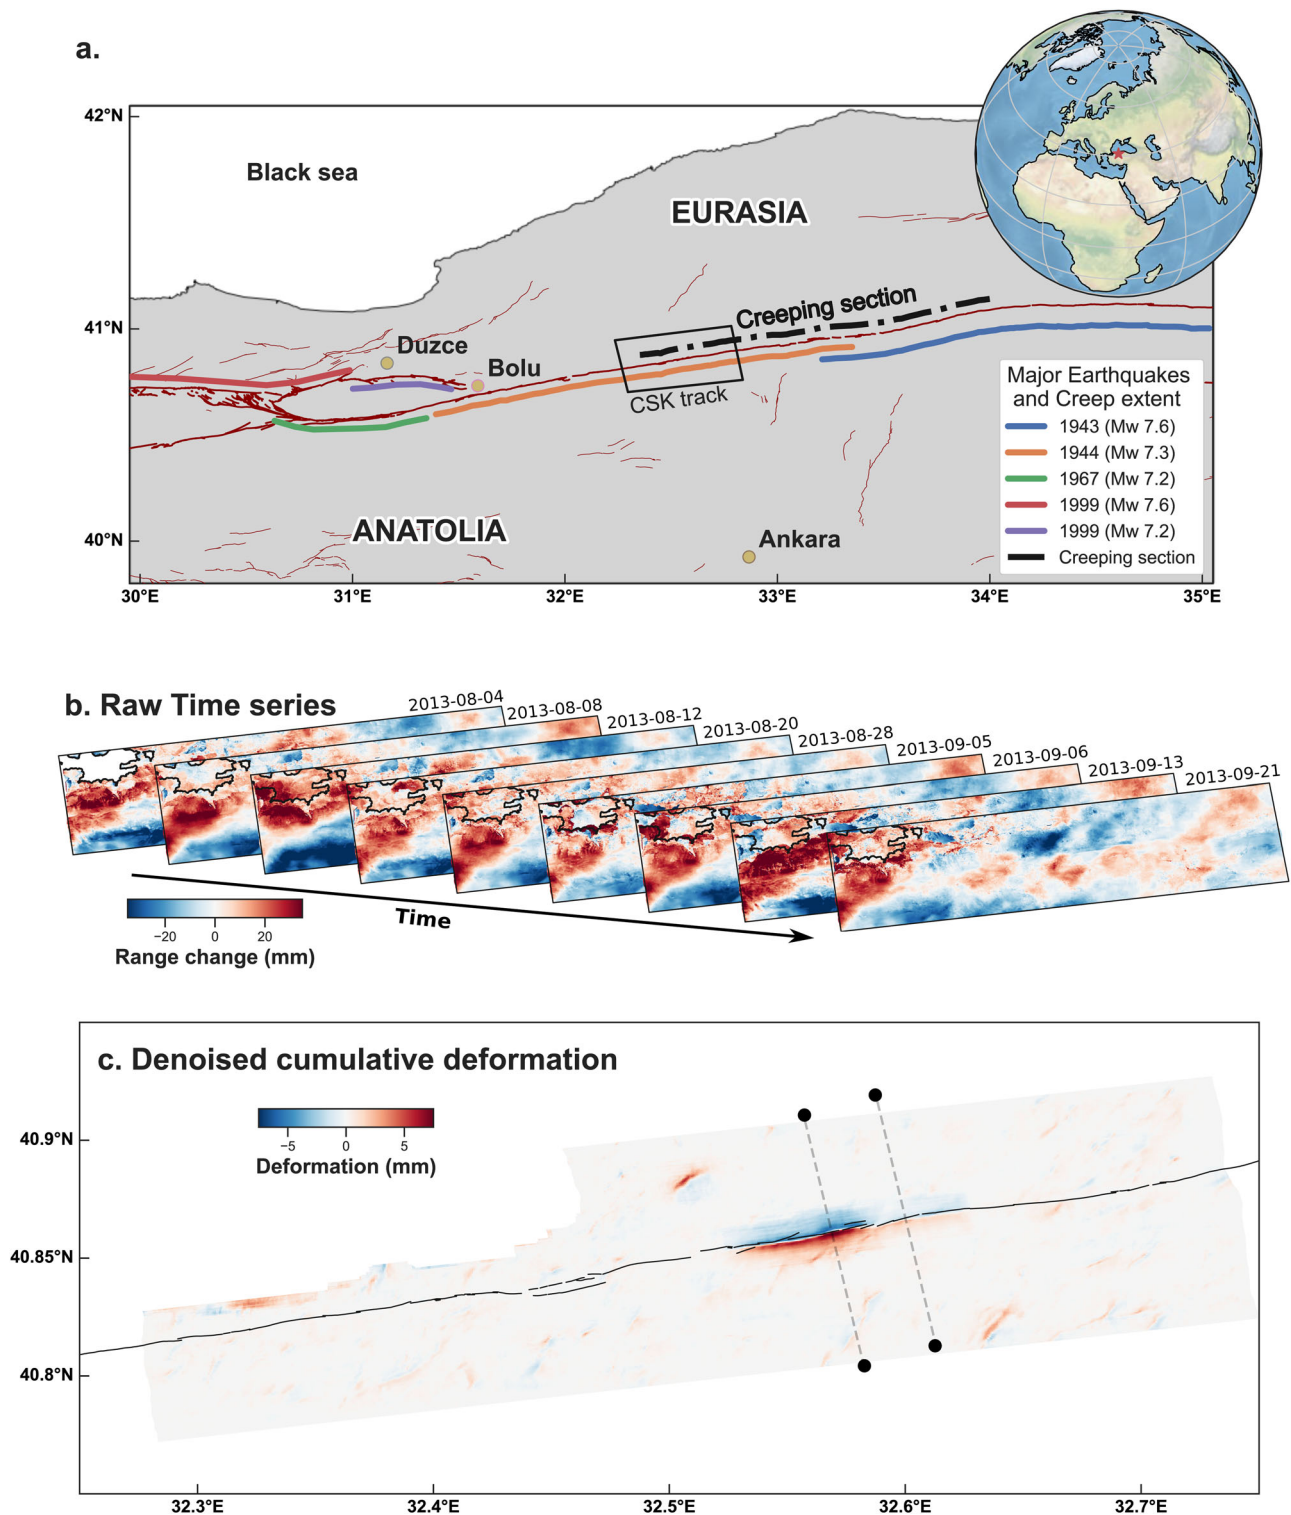 a.
42°N
Black sea
EURASIA
41°N
Creeping section
Duzce
Bolu
CSK track
Major Earthquakes
and Creep extent
1943 (Mw 7.6)
1944 (Mw 7.3)
1967 (Mw 7.2)
1999 (Mw 7.6)
1999 (Mw 7.2)
Creeping section
ANATOLIA
40°N
Ankara
30°E 31°E 32°E 33°E 34°E 35°E
b. Raw Time series
2013-08-04
2013-08-08
2013-08-12
2013-08-20
2013-08-28
2013-09-05
2013-09-06
2013-09-13
2013-09-21
Time
−20 0 20
Range change (mm)
c. Denoised cumulative deformation
−5 0 5
Deformation (mm)
40.9°N
40.85°N
40.8°N
32.3°E 32.4°E 32.5°E 32.6°E 32.7°E